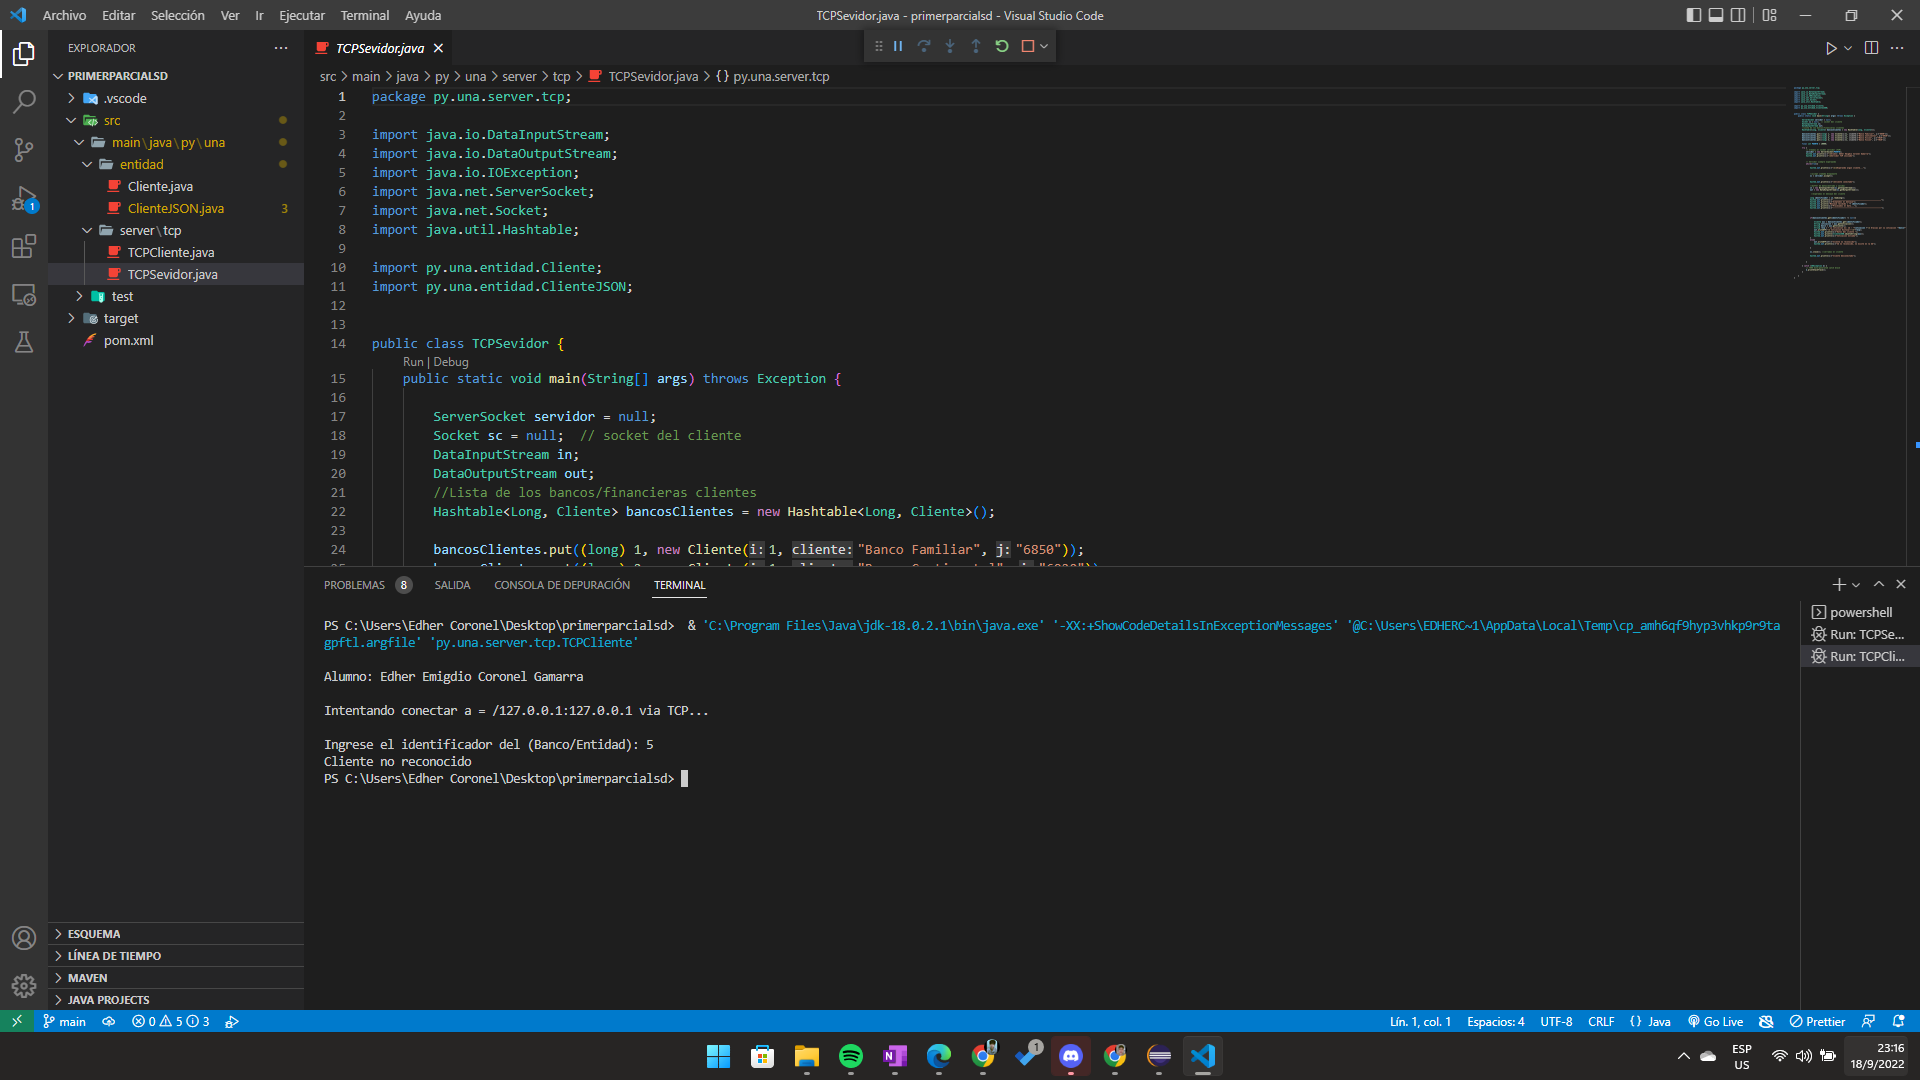 Archivo Editar Selección Ver Ir Ejecutar Terminal Ayuda
TCPSevidor.java - primerparcialsd - Visual Studio Code
EXPLORADOR
PRIMERPARCIALSD
.vscode
src
main\java\py\una
entidad
Cliente.java
ClienteJSON.java 3
server\tcp
TCPCliente.java
TCPSevidor.java
test
target
pom.xml
ESQUEMA
LÍNEA DE TIEMPO
MAVEN
JAVA PROJECTS
1
TCPSevidor.java
src > main > java > py > una > server > tcp > TCPSevidor.java > {} py.una.server.tcp
1 package py.una.server.tcp;
2
3 import java.io.DataInputStream;
4 import java.io.DataOutputStream;
5 import java.io.IOException;
6 import java.net.ServerSocket;
7 import java.net.Socket;
8 import java.util.Hashtable;
9
10 import py.una.entidad.Cliente;
11 import py.una.entidad.ClienteJSON;
12
13
14 public class TCPSevidor {
Run | Debug
15 public static void main(String[] args) throws Exception {
16
17 ServerSocket servidor = null;
18 Socket sc = null; // socket del cliente
19 DataInputStream in;
20 DataOutputStream out;
21 //Lista de los bancos/financieras clientes
22 Hashtable<Long, Cliente> bancosClientes = new Hashtable<Long, Cliente>();
23
24 bancosClientes.put((long) 1, new Cliente(i: 1, cliente: "Banco Familiar", j: "6850"));
PROBLEMAS 8 SALIDA CONSOLA DE DEPURACIÓN TERMINAL
PS C:\Users\Edher Coronel\Desktop\primerparcialsd> & 'C:\Program Files\Java\jdk-18.0.2.1\bin\java.exe' '-XX:+ShowCodeDetailsInExceptionMessages' '@C:\Users\EDHERC~1\AppData\Local\Temp\cp_amh6qf9hyp3vhkp9r9ta
gpftl.argfile' 'py.una.server.tcp.TCPCliente'
Alumno: Edher Emigdio Coronel Gamarra
Intentando conectar a = /127.0.0.1:127.0.0.1 via TCP...
Ingrese el identificador del (Banco/Entidad): 5
Cliente no reconocido
PS C:\Users\Edher Coronel\Desktop\primerparcialsd>
powershell
Run: TCPSe...
Run: TCPCli...
main 0 5 3
Lín. 1, col. 1 Espacios: 4 UTF-8 CRLF {} Java Go Live Prettier
1
ESP
US
23:16
18/9/2022